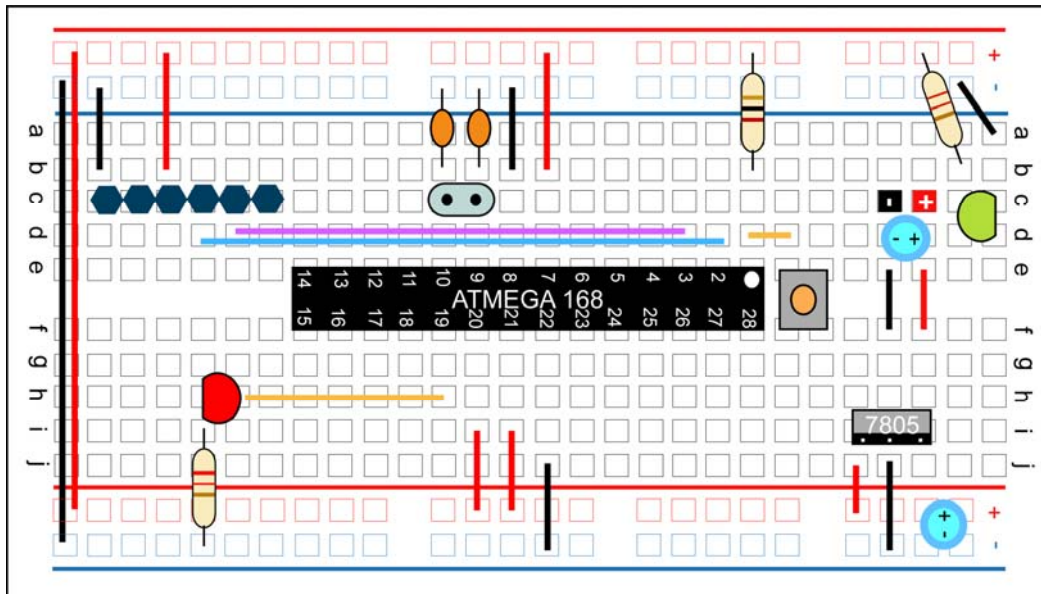 +
-
a a
b b
c - + c
d - + d
e e
14 13 12 11 10 9 8 7 6 5 4 3 2
ATMEGA 168
15 16 17 18 19 20 21 22 23 24 25 26 27 28
f f
g g
h h
i 7805 i
j j
+ +
- -